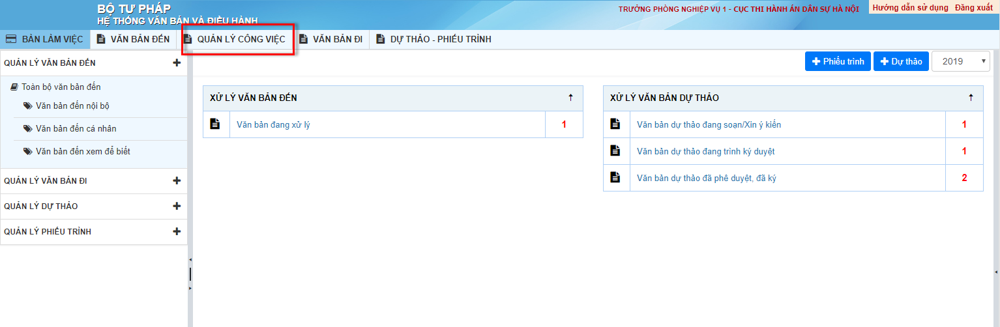 BỘ TƯ PHÁP
HỆ THỐNG VĂN BẢN VÀ ĐIỀU HÀNH
TRƯỞNG PHÒNG NGHIỆP VỤ 1 - CỤC THI HÀNH ÁN DÂN SỰ HÀ NỘI
Hướng dẫn sử dụng Đăng xuất
BÀN LÀM VIỆC VĂN BẢN ĐẾN QUẢN LÝ CÔNG VIỆC VĂN BẢN ĐI DỰ THẢO - PHIẾU TRÌNH
QUẢN LÝ VĂN BẢN ĐẾN
Toàn bộ văn bản đến
Văn bản đến nội bộ
Văn bản đến cá nhân
Văn bản đến xem để biết
QUẢN LÝ VĂN BẢN ĐI
QUẢN LÝ DỰ THẢO
QUẢN LÝ PHIẾU TRÌNH
Phiếu trình Dự thảo 2019
XỬ LÝ VĂN BẢN ĐẾN
Văn bản đang xử lý 1
XỬ LÝ VĂN BẢN DỰ THẢO
Văn bản dự thảo đang soạn/Xin ý kiến 1
Văn bản dự thảo đang trình ký duyệt 1
Văn bản dự thảo đã phê duyệt, đã ký 2